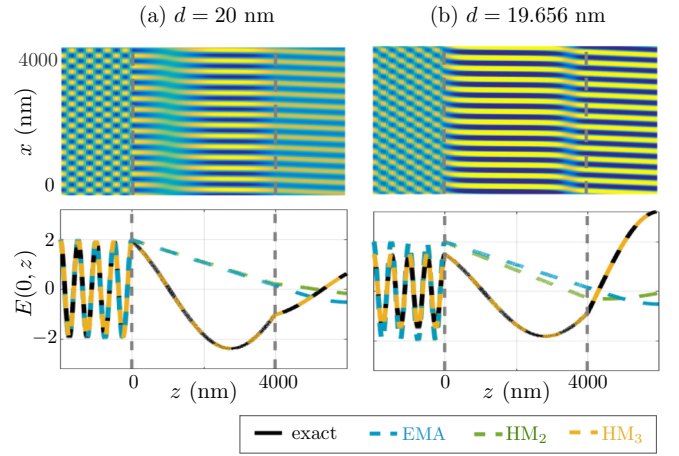 (a) d = 20 nm
(b) d = 19.656 nm
4000
x (nm)
0
E(0, z)
2
0
−2
0
z (nm)
4000
0
z (nm)
4000
exact
EMA
HM₂
HM₃